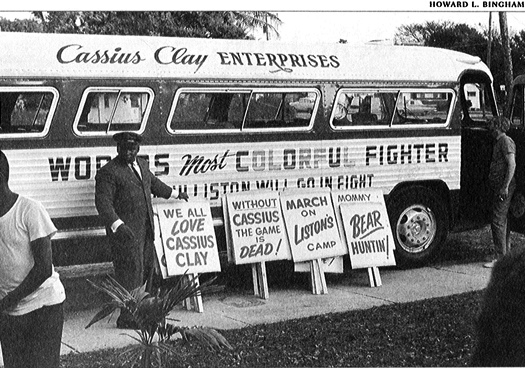 HOWARD L. BINGHAM
Cassius Clay ENTERPRISES
WORLDS Most COLORFUL FIGHTER
LISTON WILL GO IN EIGHT
WE ALL
LOVE
CASSIUS
CLAY
WITHOUT
CASSIUS
THE GAME
IS
DEAD!
MARCH
ON
LISTON'S
CAMP
MOMMY
BEAR
HUNTIN'